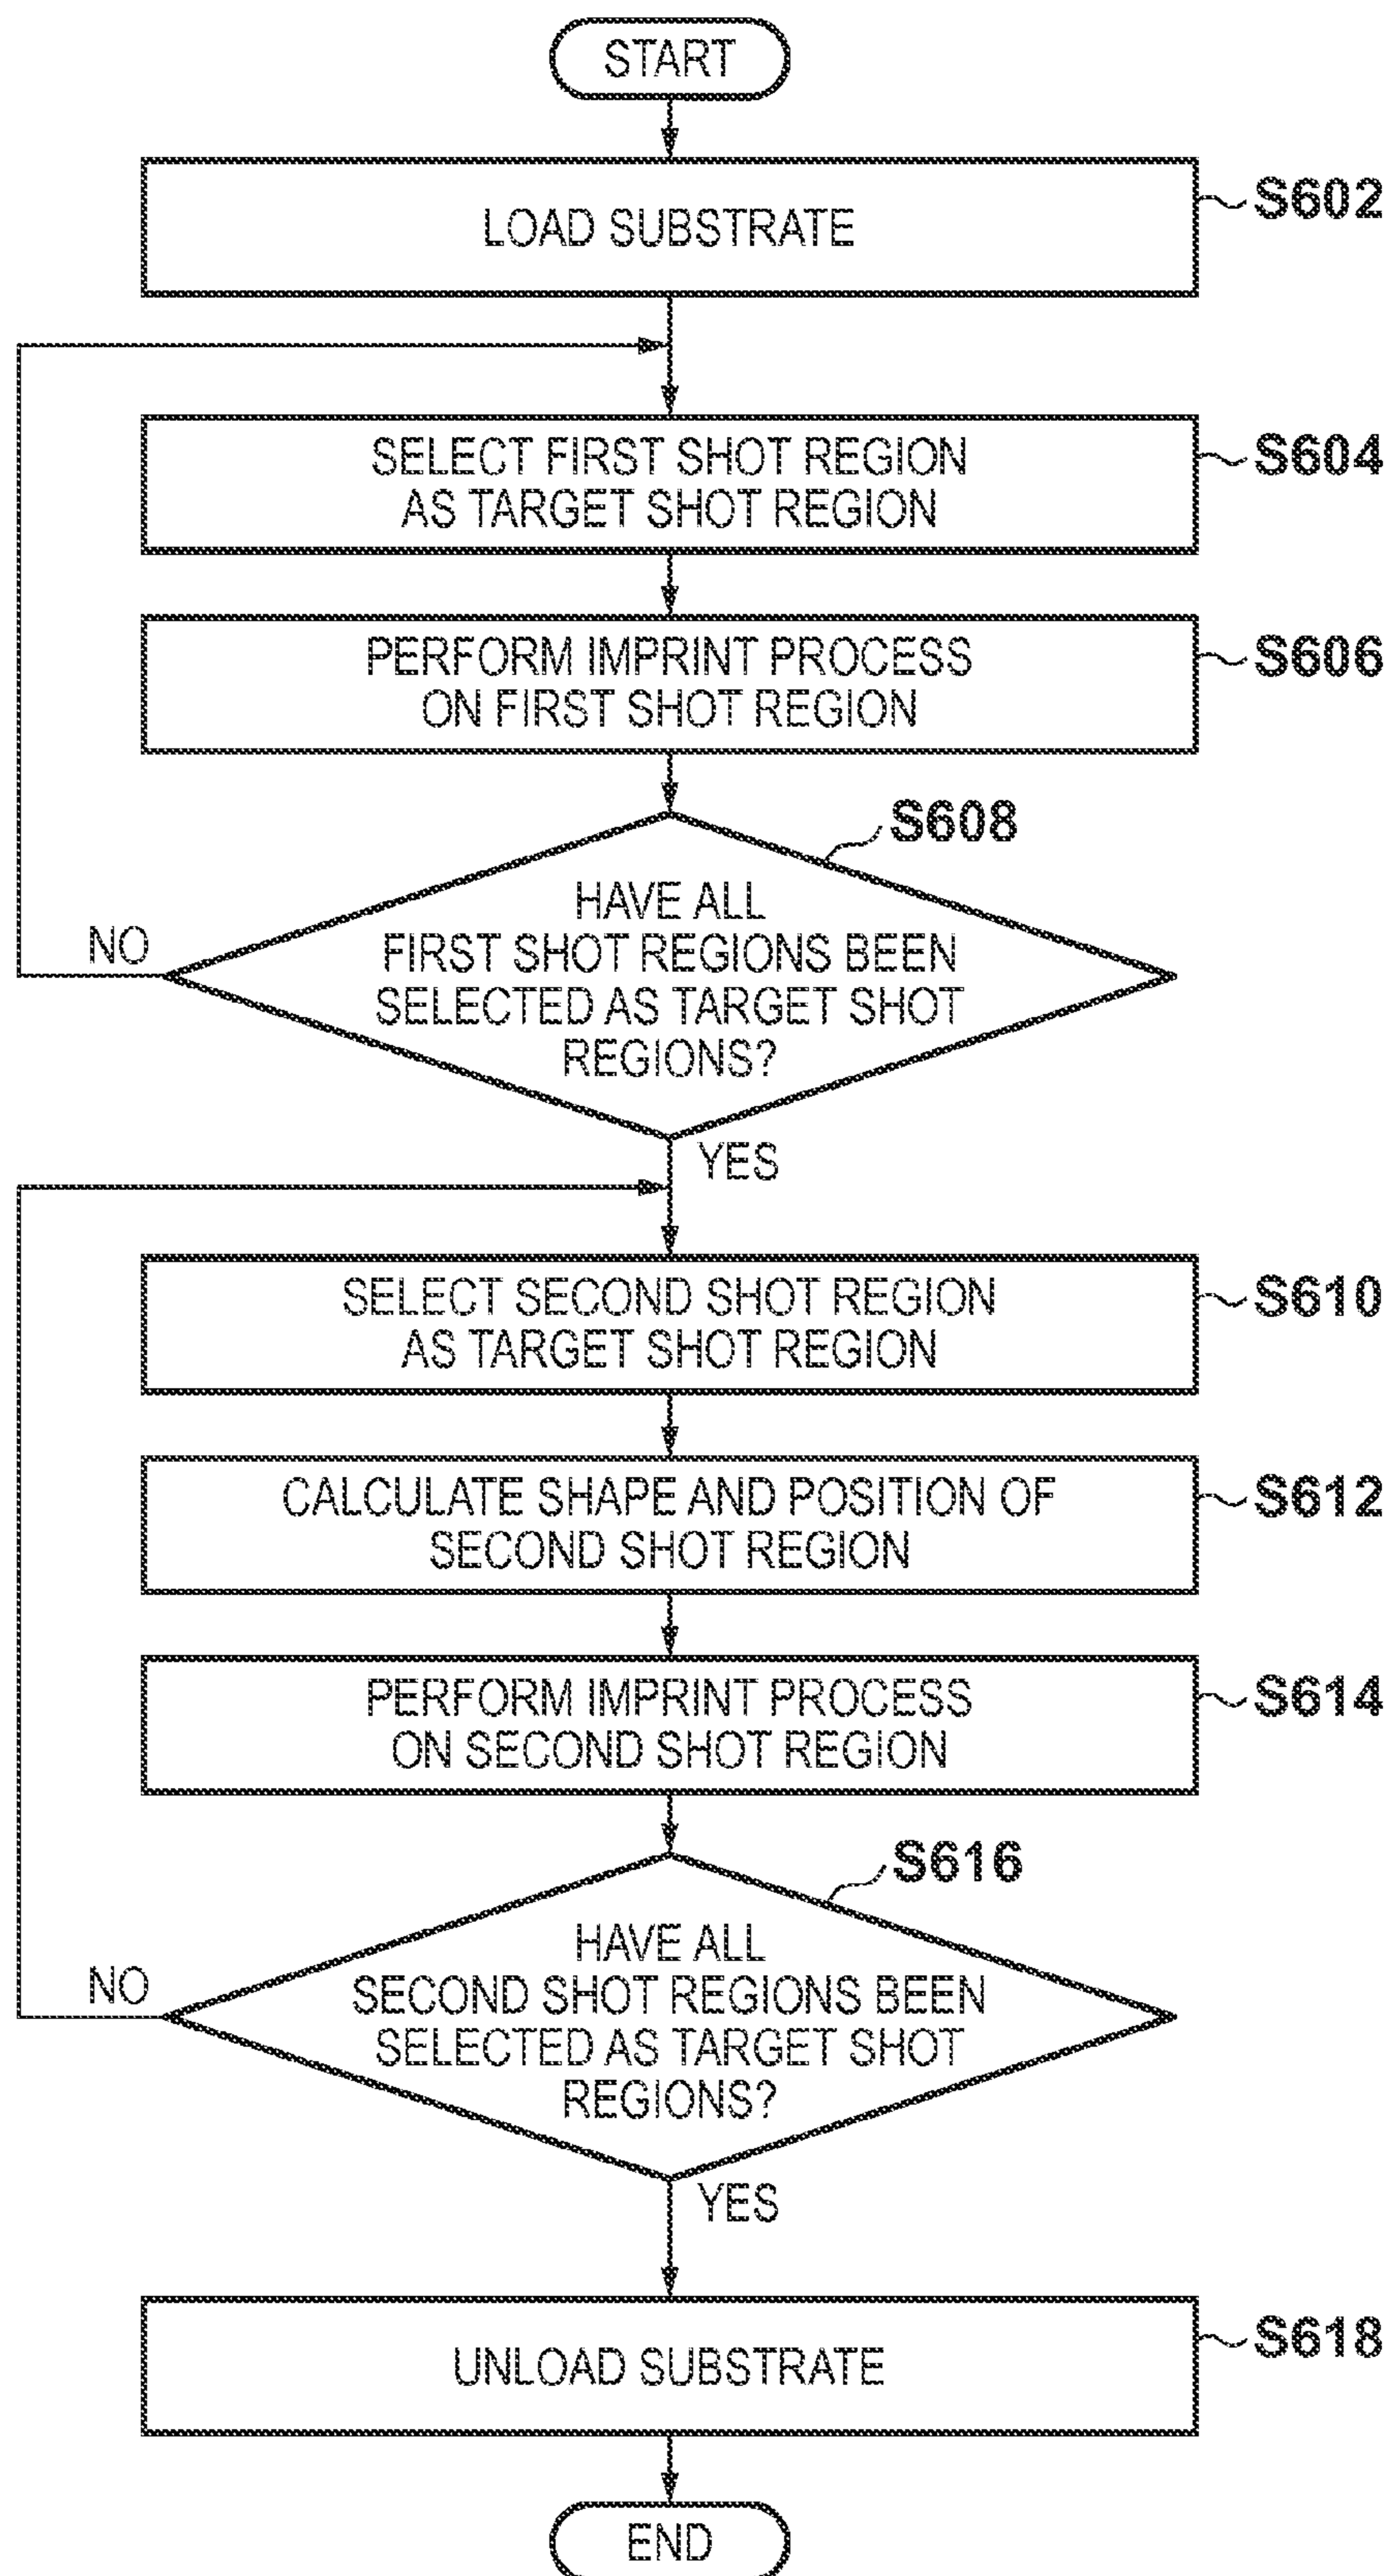 START
LOAD SUBSTRATE
S602
SELECT FIRST SHOT REGION
AS TARGET SHOT REGION
S604
PERFORM IMPRINT PROCESS
ON FIRST SHOT REGION
S606
S608
HAVE ALL
FIRST SHOT REGIONS BEEN
SELECTED AS TARGET SHOT
REGIONS?
NO
YES
SELECT SECOND SHOT REGION
AS TARGET SHOT REGION
S610
CALCULATE SHAPE AND POSITION OF
SECOND SHOT REGION
S612
PERFORM IMPRINT PROCESS
ON SECOND SHOT REGION
S614
S616
HAVE ALL
SECOND SHOT REGIONS BEEN
SELECTED AS TARGET SHOT
REGIONS?
NO
YES
UNLOAD SUBSTRATE
S618
END